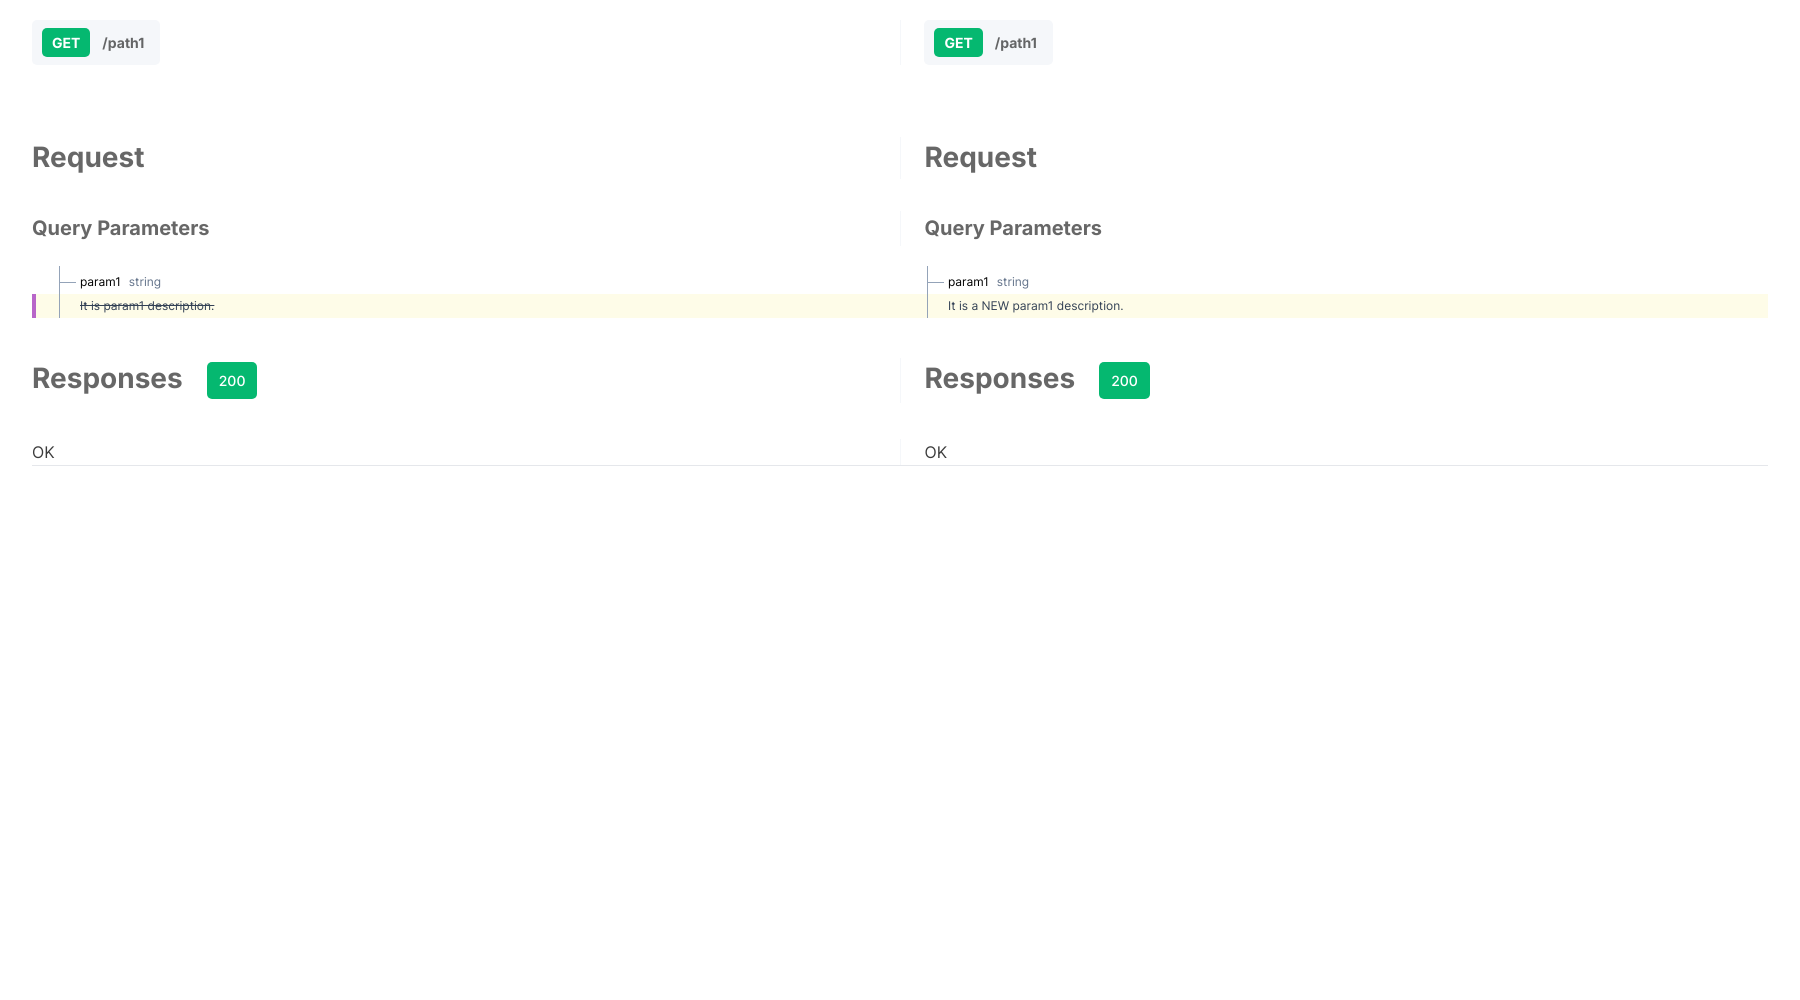 GET /path1
Request
Query Parameters
param1 string
It is param1 description.
Responses 200
OK
GET /path1
Request
Query Parameters
param1 string
It is a NEW param1 description.
Responses 200
OK